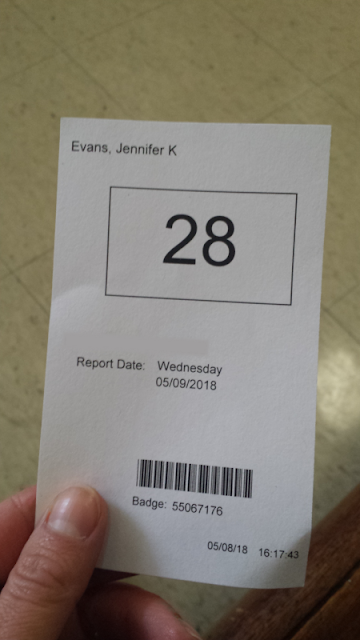 Evans, Jennifer K
28
Report Date: Wednesday
05/09/2018
Badge: 55067176
05/08/18 16:17:43